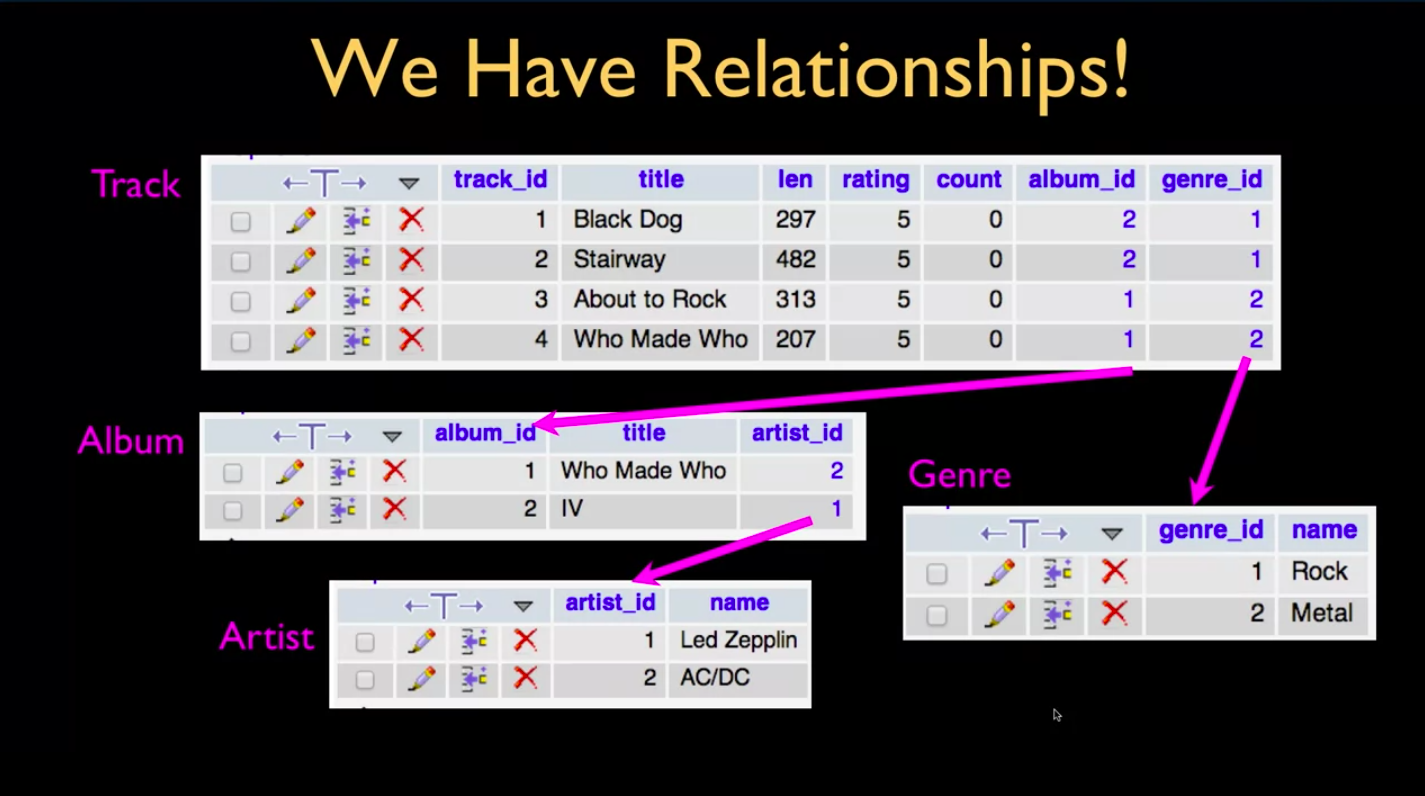 We Have Relationships!
Track
track_id title len rating count album_id genre_id
1 Black Dog 297 5 0 2 1
2 Stairway 482 5 0 2 1
3 About to Rock 313 5 0 1 2
4 Who Made Who 207 5 0 1 2
Album
album_id title artist_id
1 Who Made Who 2
2 IV 1
Genre
genre_id name
1 Rock
2 Metal
Artist
artist_id name
1 Led Zepplin
2 AC/DC